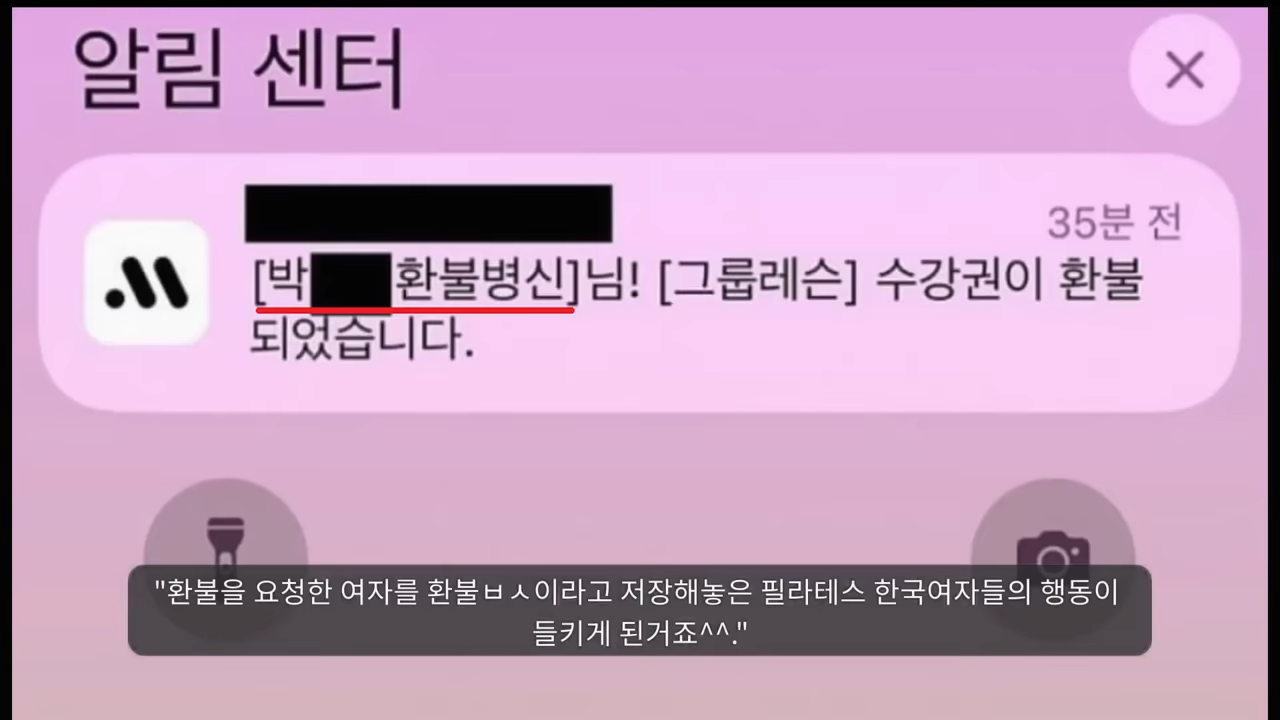 알림 센터
35분 전
[박 환불병신]님! [그룹레슨] 수강권이 환불
되었습니다.
"환불을 요청한 여자를 환불ㅂㅅ이라고 저장해놓은 필라테스 한국여자들의 행동이
들키게 된거죠^^."